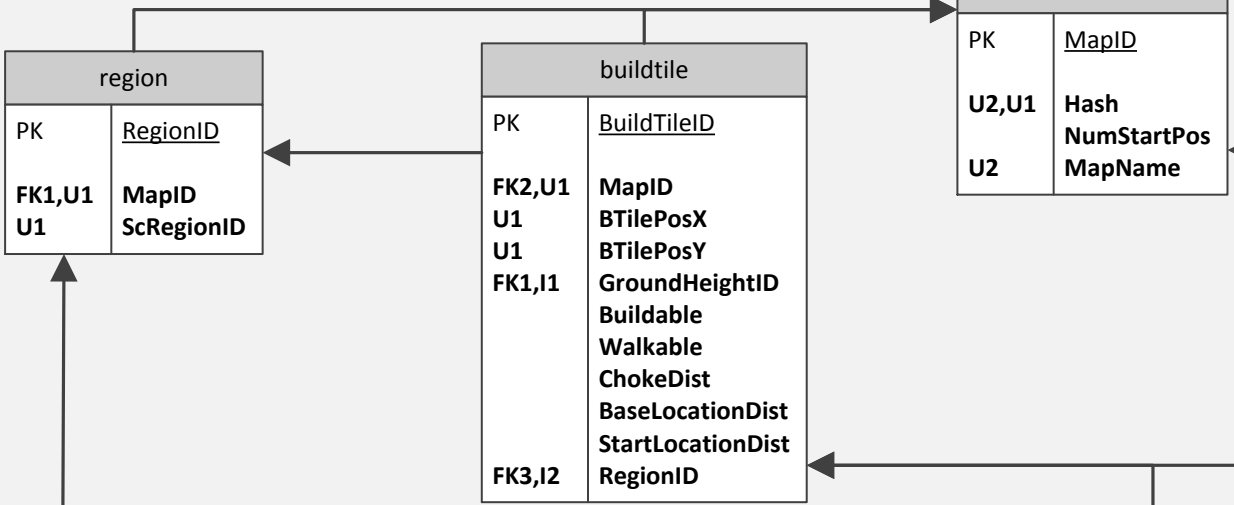 region
PK RegionID
FK1,U1 MapID
U1 ScRegionID
buildtile
PK BuildTileID
FK2,U1 MapID
U1 BTilePosX
U1 BTilePosY
FK1,I1 GroundHeightID
Buildable
Walkable
ChokeDist
BaseLocationDist
StartLocationDist
FK3,I2 RegionID
PK MapID
U2,U1 Hash
NumStartPos
U2 MapName